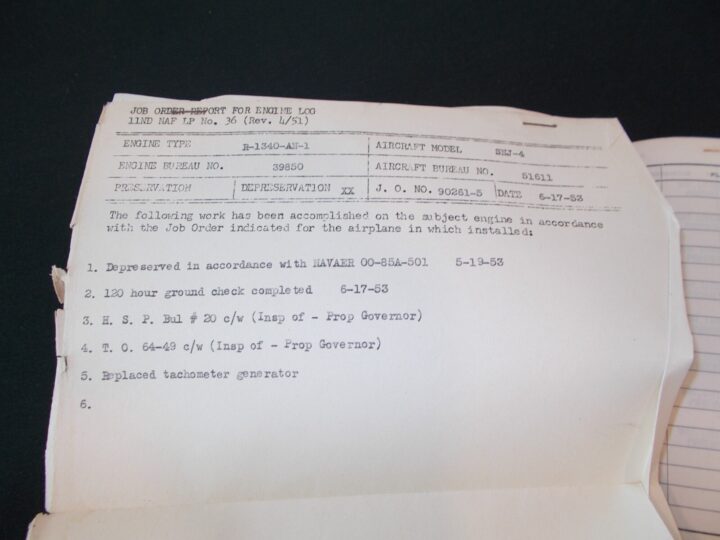 JOB ORDER REPORT FOR ENGINE LOG
11ND NAF LP No. 36 (Rev. 4/51)
ENGINE TYPE R-1340-AN-1 AIRCRAFT MODEL SNJ-4
ENGINE BUREAU NO. 39850 AIRCRAFT BUREAU NO. 51611
PRESERVATION DEPRESERVATION XX J. O. NO. 90261-5 DATE 6-17-53
The following work has been accomplished on the subject engine in accordance
with the Job Order indicated for the airplane in which installed:
1. Depreserved in accordance with NAVAER 00-85A-501 5-19-53
2. 120 hour ground check completed 6-17-53
3. H. S. P. Bul # 20 c/w (Insp of - Prop Governor)
4. T. O. 64-49 c/w (Insp of - Prop Governor)
5. Replaced tachometer generator
6.